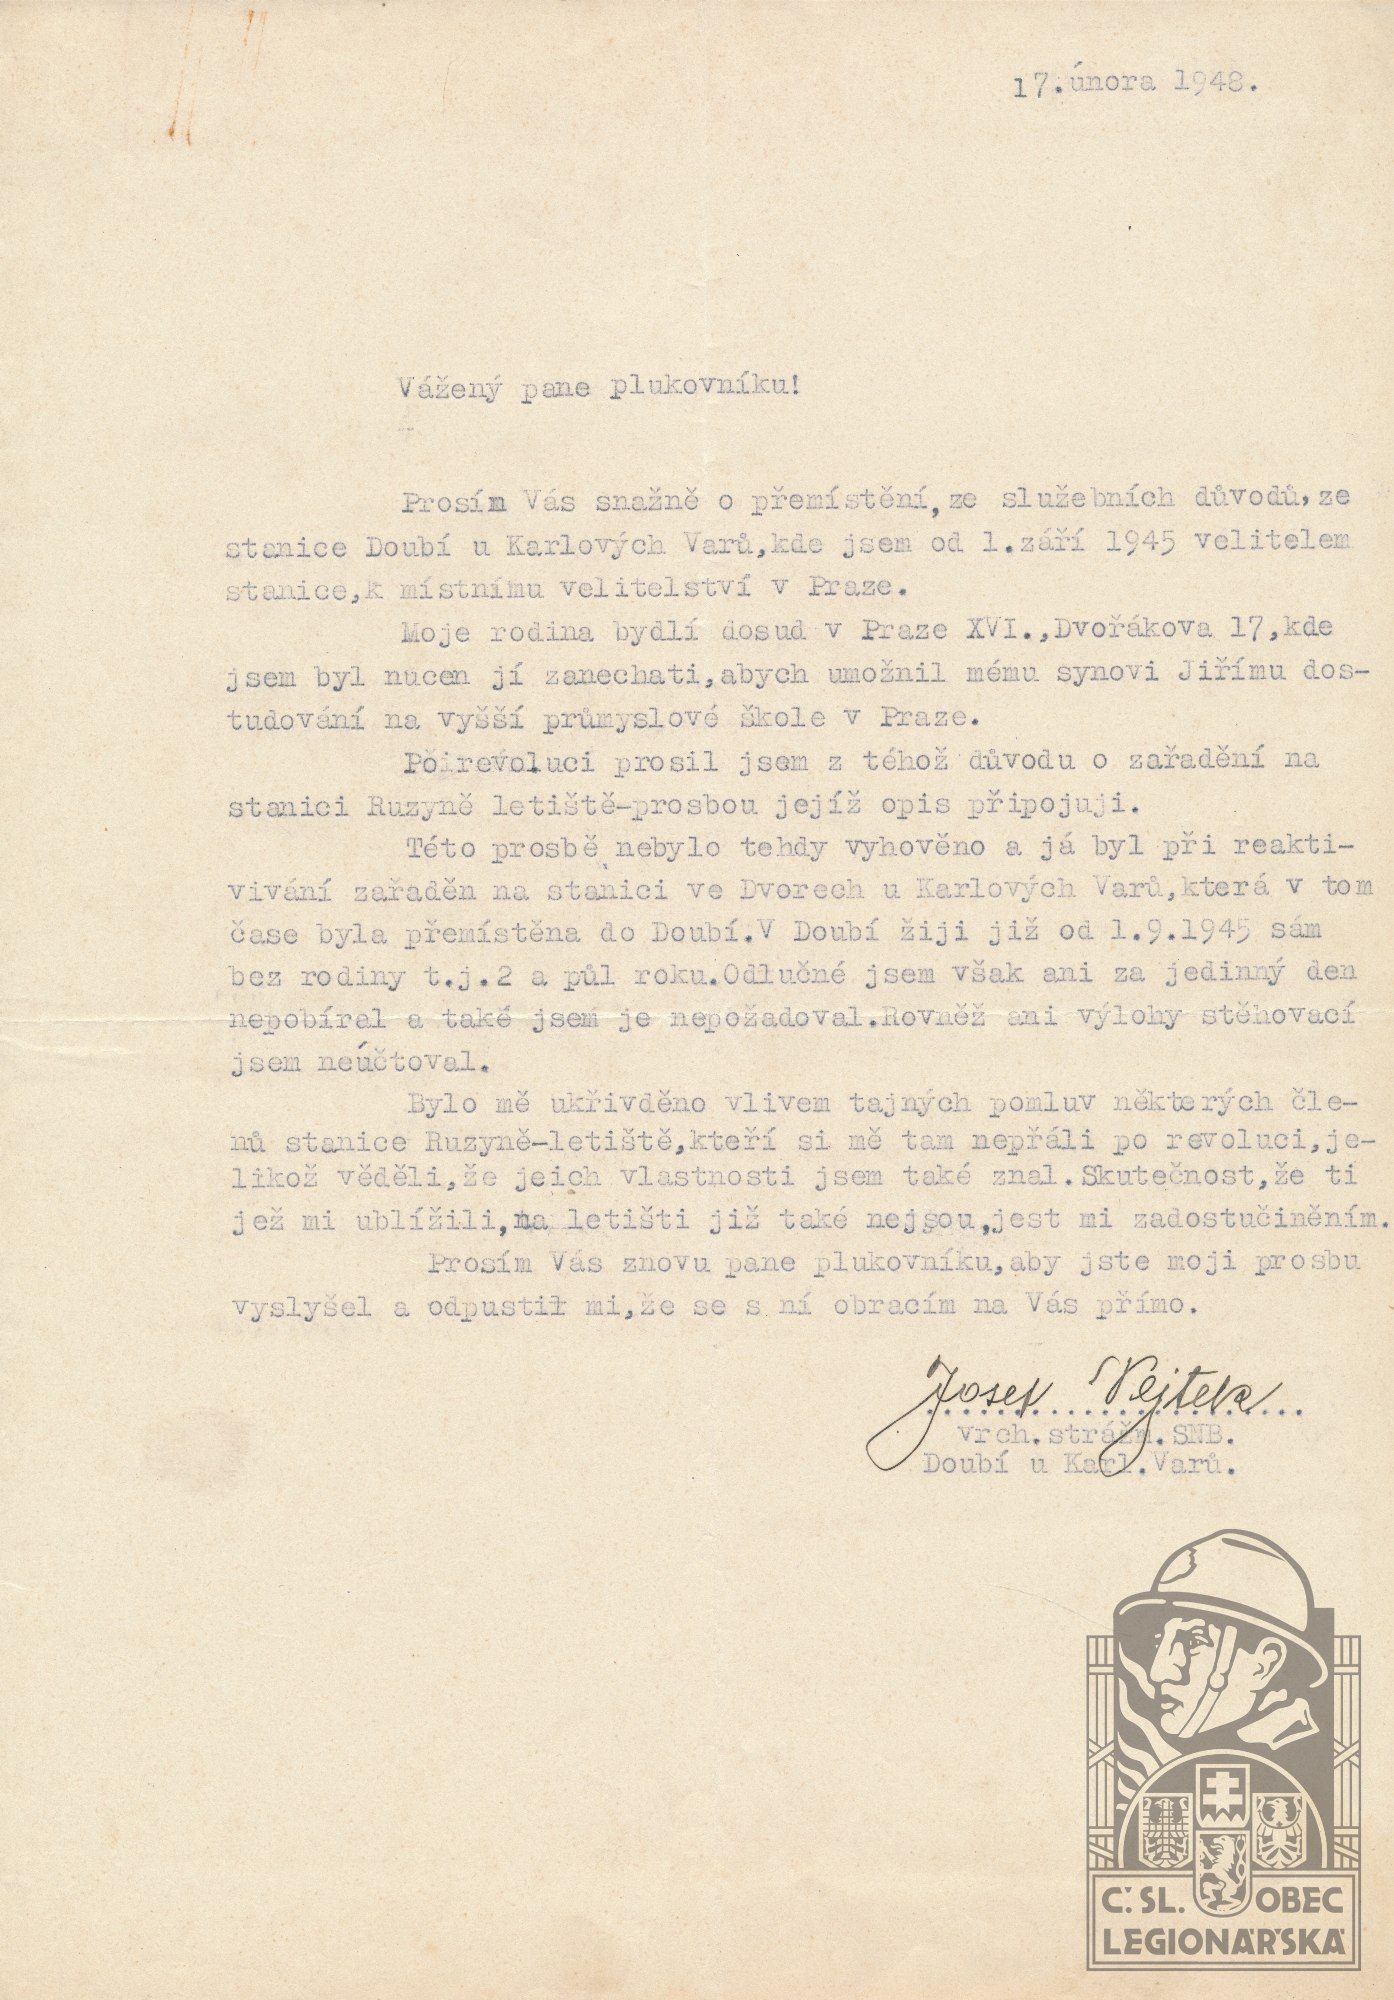 17.února 1948.
Vážený pane plukovníku!
Prosím Vás snažně o přemístění,ze služebních důvodů,ze
stanice Doubí u Karlových Varů,kde jsem od 1.září 1945 velitelem
stanice,k místnímu velitelství v Praze.
Moje rodina bydlí dosud v Praze XVI.,Dvořákova 17,kde
jsem byl nucen jí zanechati,abych umožnil mému synovi Jiřímu dos-
tudování na vyšší průmyslové škole v Praze.
revoluci prosil jsem z téhož důvodu o zařadění na
stanici Ruzyně letiště-prosbou jejíž opis připojuji.
Této prosbě nebylo tehdy vyhověno a já byl při reakti-
vivání zařaděn na stanici ve Dvorech u Karlových Varů,která v tom
čase byla přemístěna do Doubí.V Doubí žiji již od 1.9.1945 sám
bez rodiny t.j.2 a půl roku.Odlučné jsem však ani za jedinný den
nepobíral a také jsem je nepožadoval.Rovněž ani výlohy stěhovací
jsem neúčtoval.
Bylo mě ukřivděno vlivem tajných pomluv některých čle-
nů stanice Ruzyně-letiště,kteří si mě tam nepřáli po revoluci,je-
likož věděli,že jeich vlastnosti jsem také znal.Skutečnost,že ti
jež mi ublížili,na letišti již také nejsou,jest mi zadostučiněním.
Prosím Vás znovu pane plukovníku,aby jste moji prosbu
vyslyšel a odpustil mi,že se s ní obracím na Vás přímo.
Josef Vejtek
vrch.strážm.SNB.
Doubí u Karl.Varů.
Č.SL. OBEC
LEGIONÁŘSKÁ